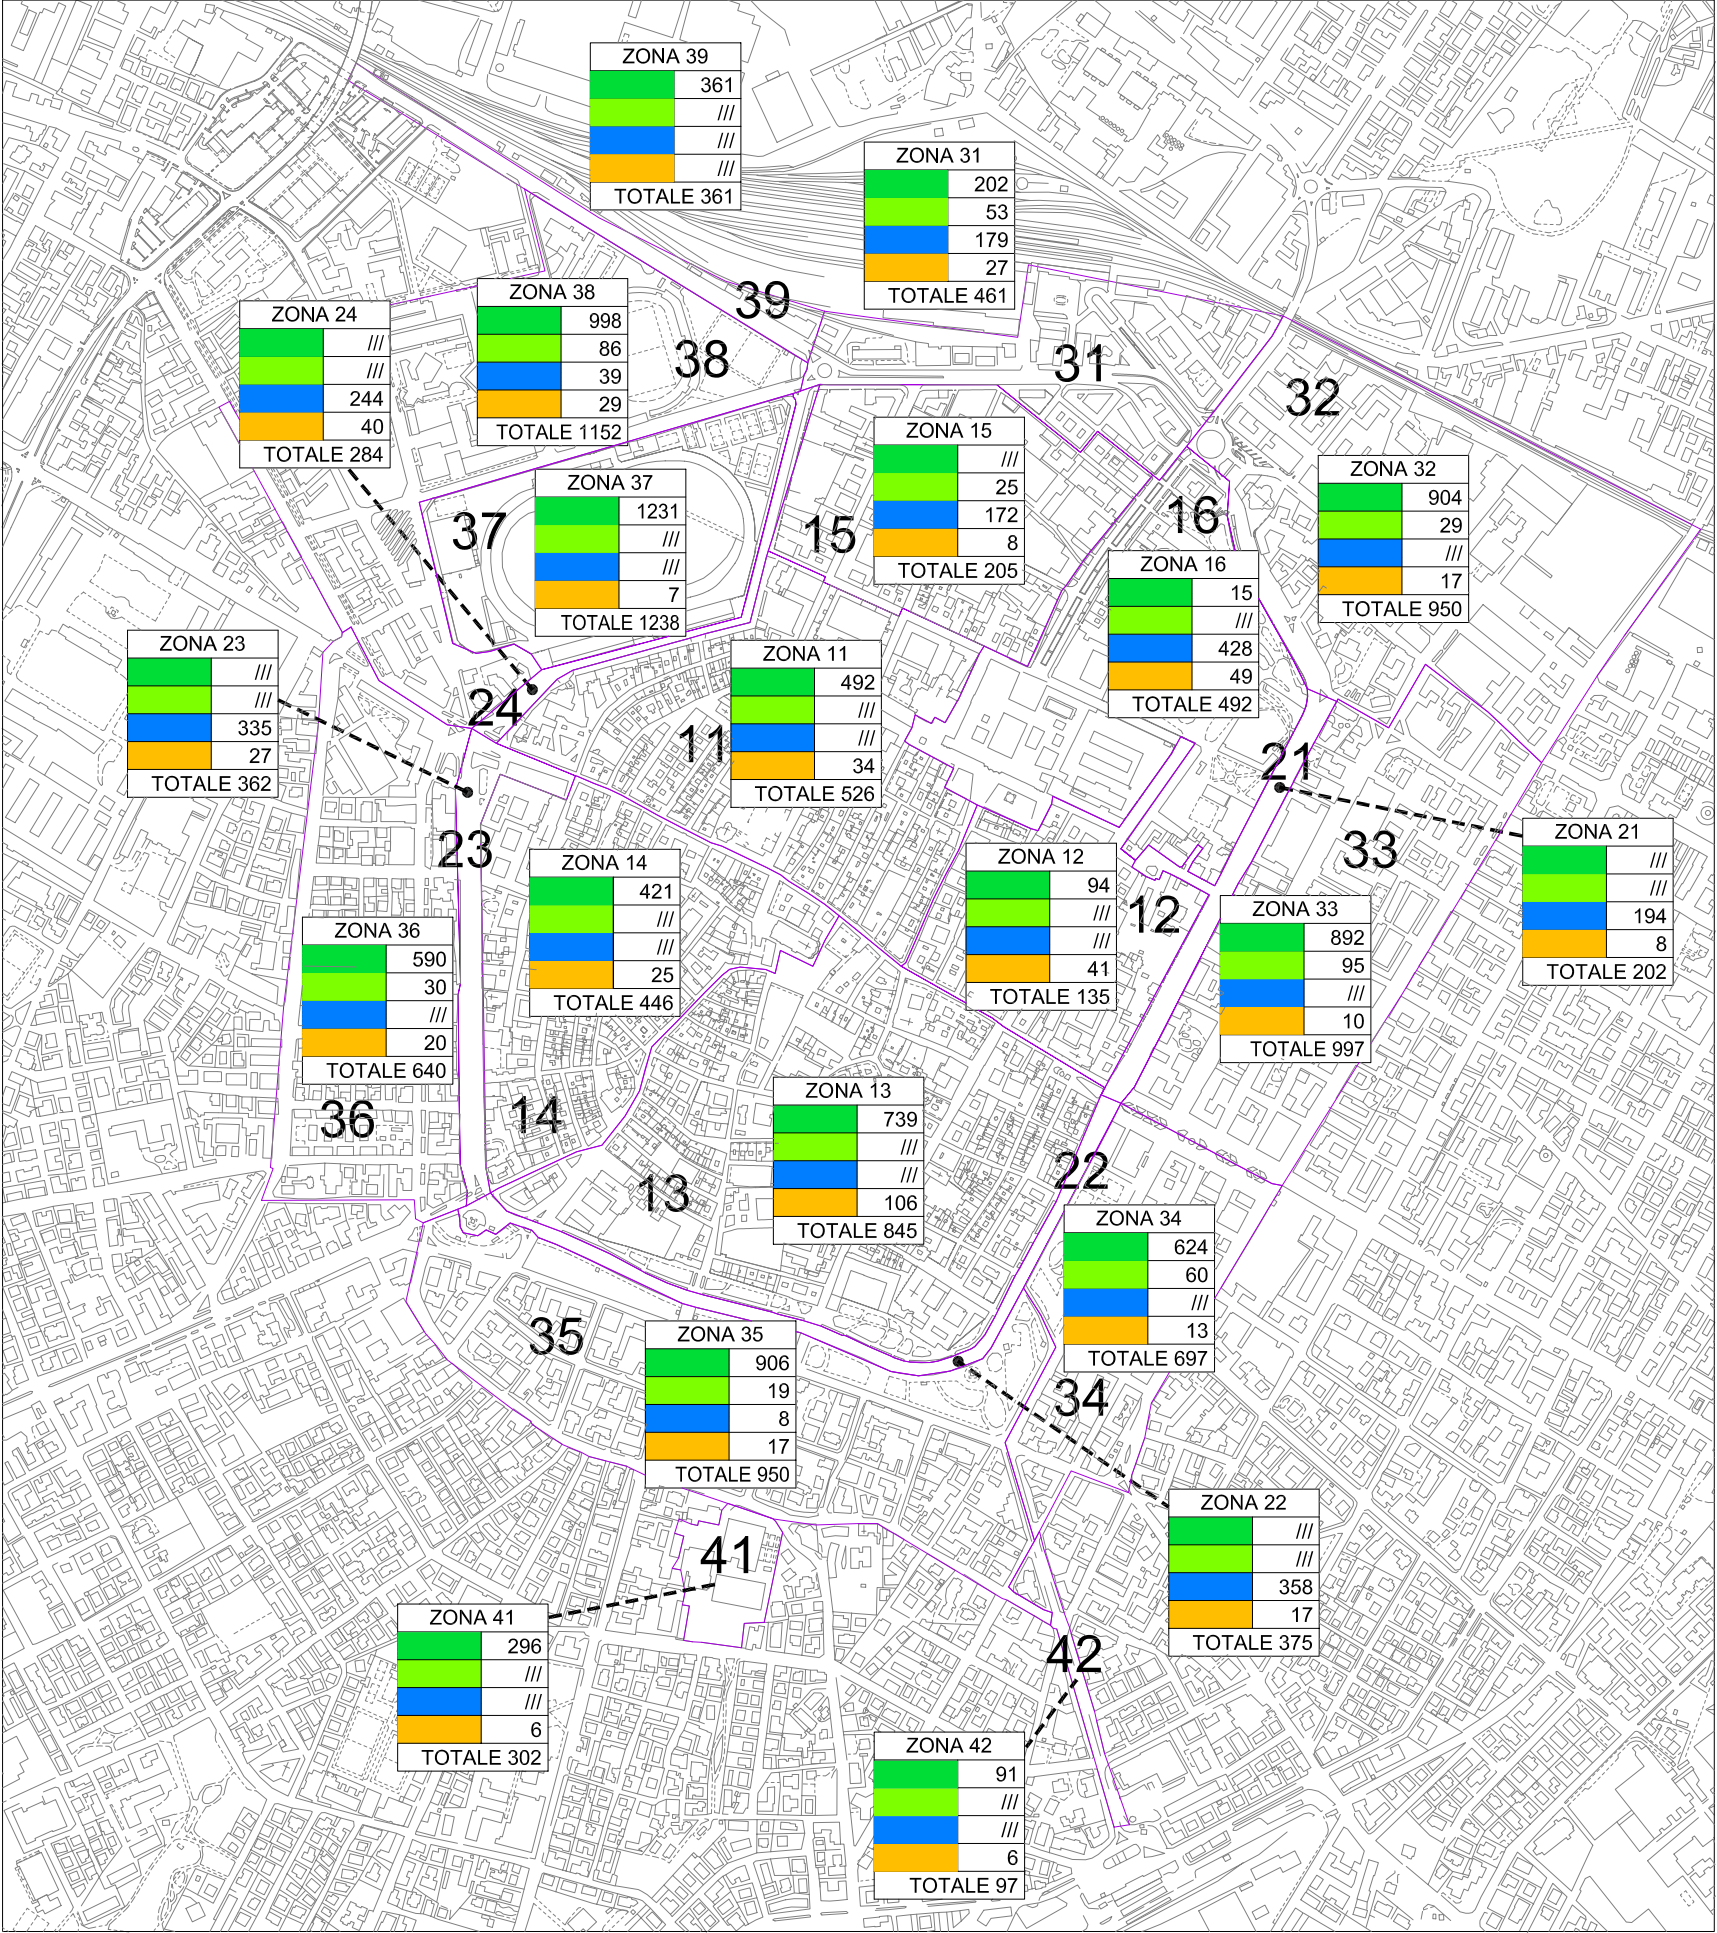 ZONA 39
361
///
///
///
TOTALE 361
ZONA 31
202
53
179
27
TOTALE 461
ZONA 38
998
86
39
29
TOTALE 1152
ZONA 24
///
///
244
40
TOTALE 284
39
38
31
32
ZONA 15
///
25
172
8
TOTALE 205
ZONA 32
904
29
///
17
TOTALE 950
ZONA 37
1231
///
///
7
TOTALE 1238
37
15
16
ZONA 16
15
///
428
49
TOTALE 492
ZONA 23
///
///
335
27
TOTALE 362
ZONA 11
492
///
///
34
TOTALE 526
24
11
21
23
33
ZONA 21
///
///
194
8
TOTALE 202
ZONA 14
421
///
///
25
TOTALE 446
ZONA 12
94
///
///
41
TOTALE 135
12
ZONA 33
892
95
///
10
TOTALE 997
ZONA 36
590
30
///
20
TOTALE 640
36
14
ZONA 13
739
///
///
106
TOTALE 845
13
22
ZONA 34
624
60
///
13
TOTALE 697
35
ZONA 35
906
19
8
17
TOTALE 950
34
ZONA 22
///
///
358
17
TOTALE 375
41
ZONA 41
296
///
///
6
TOTALE 302
42
ZONA 42
91
///
///
6
TOTALE 97